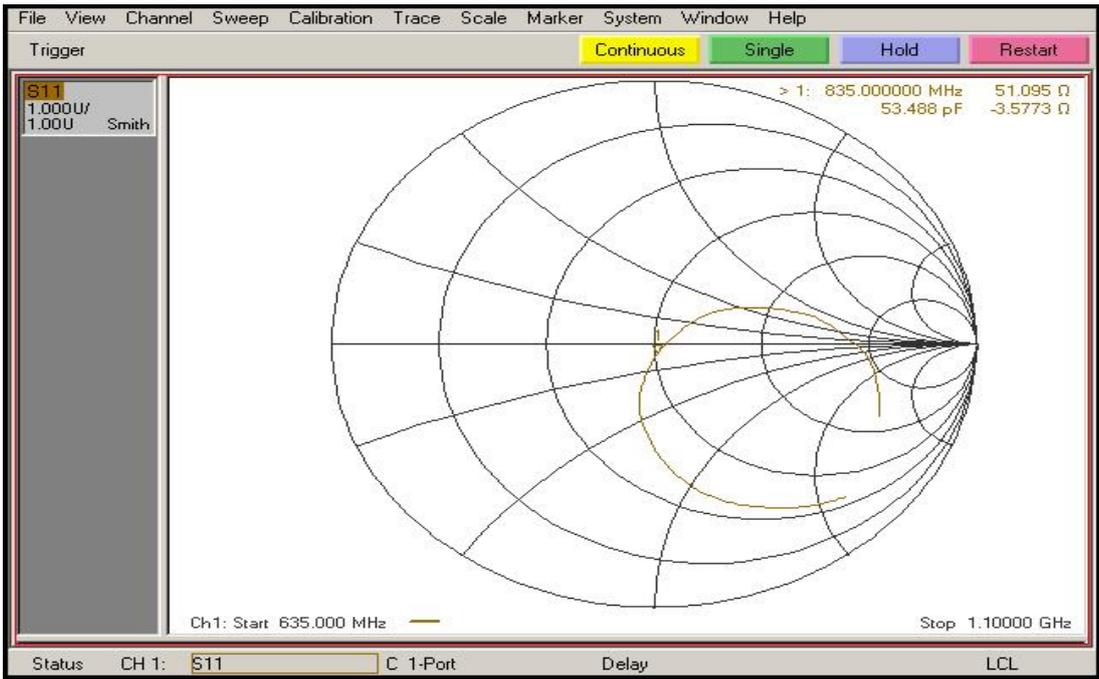 File View Channel Sweep Calibration Trace Scale Marker System Window Help
Trigger Continuous Single Hold Restart
S11
1.000U/
1.00U Smith
> 1: 835.000000 MHz 51.095 Ω
53.488 pF -3.5773 Ω
Ch1: Start 635.000 MHz Stop 1.10000 GHz
Status CH 1: S11 C 1-Port Delay LCL